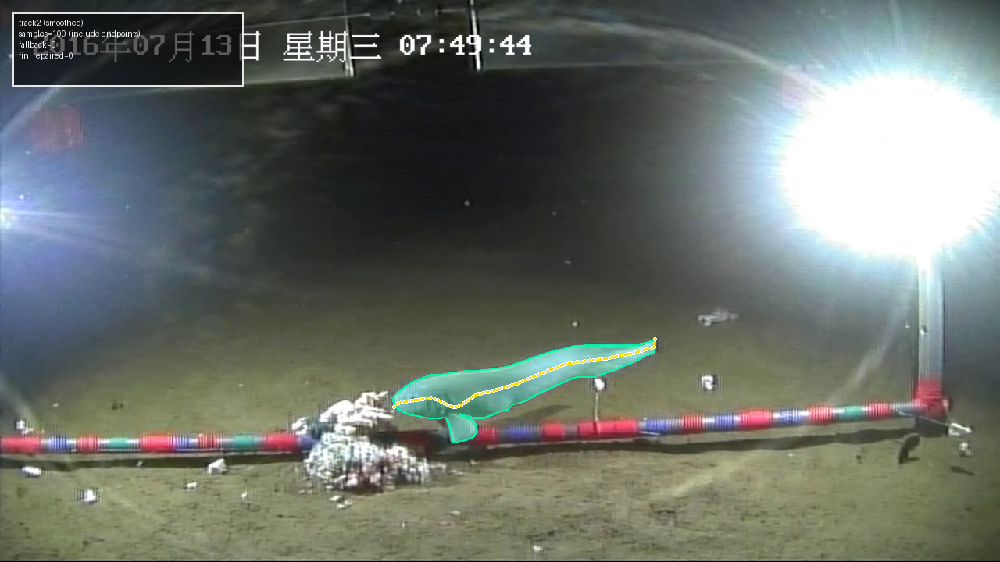 track2 (smoothed)
samples=100 (include endpoints)
fallback=0
fin_repaired=0
2016年07月13日 星期三 07:49:44